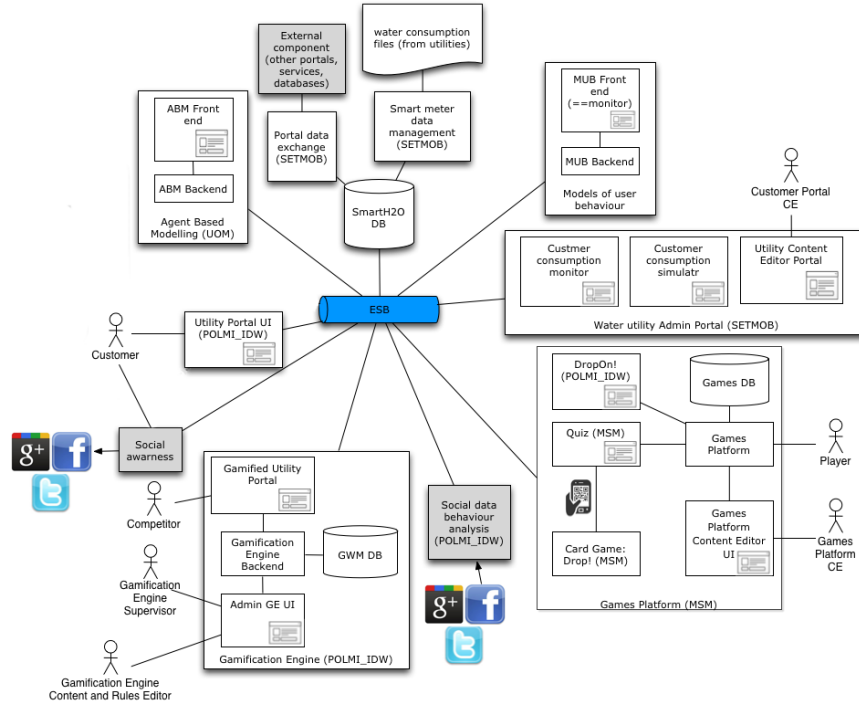 External
component
(other portals,
services,
databases)
water consumption
files (from utilities)
ABM Front
end
ABM Backend
Agent Based
Modelling (UOM)
Portal data
exchange
(SETMOB)
Smart meter
data
management
(SETMOB)
SmartH2O
DB
MUB Front
end
(==monitor)
MUB Backend
Models of user
behaviour
Customer Portal
CE
Custmer
consumption
monitor
Customer
consumption
simulatr
Utility Content
Editor Portal
Water utility Admin Portal (SETMOB)
ESB
Utility Portal UI
(POLMI_IDW)
Customer
Social
awarness
g+
f
t
Gamified Utility
Portal
Competitor
Gamification
Engine
Backend
GWM DB
Gamification
Engine
Supervisor
Admin GE UI
Gamification Engine
Content and Rules Editor
Gamification Engine (POLMI_IDW)
Social data
behaviour
analysis
(POLMI_IDW)
g+
f
t
DropOn!
(POLMI_IDW)
Games DB
Quiz (MSM)
Games
Platform
Player
Card Game:
Drop! (MSM)
Games
Platform
Content Editor
UI
Games
Platform
CE
Games Platform (MSM)